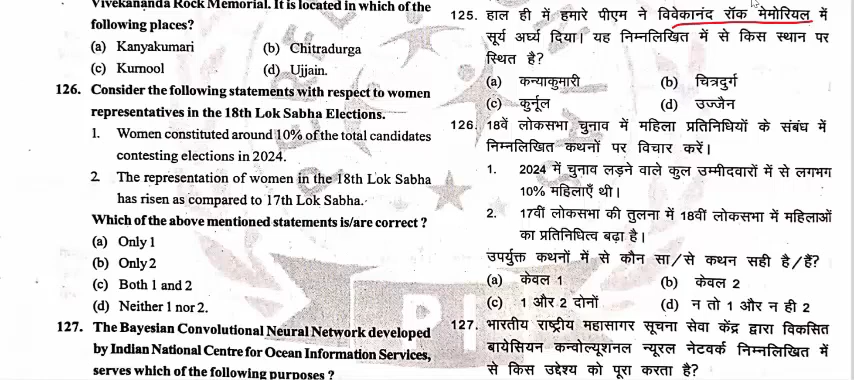 Vivekananda Rock Memorial. It is located in which of the
following places?
(a) Kanyakumari (b) Chitradurga
(c) Kurnool (d) Ujjain.
126. Consider the following statements with respect to women
representatives in the 18th Lok Sabha Elections.
1. Women constituted around 10% of the total candidates
contesting elections in 2024.
2. The representation of women in the 18th Lok Sabha
has risen as compared to 17th Lok Sabha.
Which of the above mentioned statements is/are correct ?
(a) Only 1
(b) Only 2
(c) Both 1 and 2
(d) Neither 1 nor 2.
127. The Bayesian Convolutional Neural Network developed
by Indian National Centre for Ocean Information Services,
serves which of the following purposes ?
125. हाल ही में हमारे पीएम ने विवेकानंद रॉक मेमोरियल में
सूर्य अर्घ्य दिया। यह निम्नलिखित में से किस स्थान पर
स्थित है?
(a) कन्याकुमारी (b) चित्रदुर्ग
(c) कुर्नूल (d) उज्जैन
126. 18वें लोकसभा चुनाव में महिला प्रतिनिधियों के संबंध में
निम्नलिखित कथनों पर विचार करें।
1. 2024 में चुनाव लड़ने वाले कुल उम्मीदवारों में से लगभग
10% महिलाएँ थी।
2. 17वीं लोकसभा की तुलना में 18वीं लोकसभा में महिलाओं
का प्रतिनिधित्व बढ़ा है।
उपर्युक्त कथनों में से कौन सा/से कथन सही है/हैं?
(a) केवल 1 (b) केवल 2
(c) 1 और 2 दोनों (d) न तो 1 और न ही 2
127. भारतीय राष्ट्रीय महासागर सूचना सेवा केंद्र द्वारा विकसित
बायेसियन कन्वोल्यूशनल न्यूरल नेटवर्क निम्नलिखित में
से किस उद्देश्य को पूरा करता है?